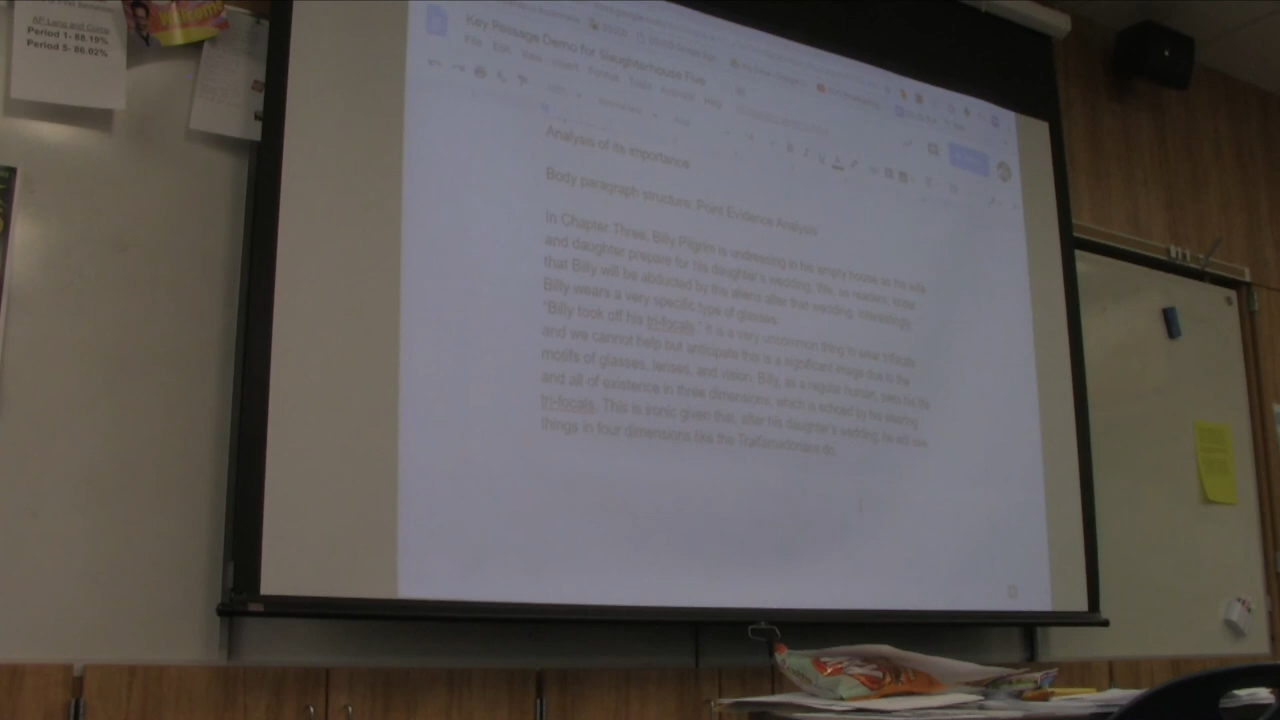 AP Lang and Comp
Period 1- 88.19%
Period 5- 86.02%
Welcome
Key Passage Demo for Slaughterhouse Five
File Edit View Insert Format Tools
Analysis of its importance
Body paragraph structure: Point Evidence Analysis
In Chapter Three, Billy Pilgrim is undressing in his empty house as his wife
and daughter prepare for his daughter's wedding. We, as readers, know
that Billy will be abducted by the aliens after that wedding. Interestingly,
Billy wears a very specific type of glasses.
"Billy took off his tri-focals." It is a very uncommon thing to wear trifocals
and we cannot help but anticipate this is a significant image due to the
motifs of glasses, lenses, and vision. Billy, as a regular human, sees his life
and all of existence in three dimensions, which is echoed by his wearing
tri-focals. This is ironic given that, after his daughter's wedding, he will see
things in four dimensions like the Tralfamadorians do.